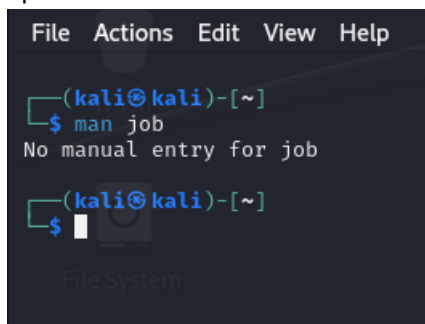 File Actions Edit View Help
┌──(kali㉿kali)-[~]
└─$ man job
No manual entry for job
┌──(kali㉿kali)-[~]
└─$
File System